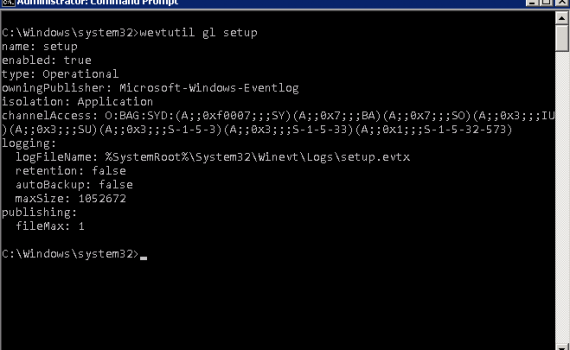 Administrator: Command Prompt
C:\Windows\system32>wevtutil gl setup
name: setup
enabled: true
type: Operational
owningPublisher: Microsoft-Windows-Eventlog
isolation: Application
channelAccess: O:BAG:SYD:(A;;0xf0007;;;SY)(A;;0x7;;;BA)(A;;0x7;;;SO)(A;;0x3;;;IU
)(A;;0x3;;;SU)(A;;0x3;;;S-1-5-3)(A;;0x3;;;S-1-5-33)(A;;0x1;;;S-1-5-32-573)
logging:
  logFileName: %SystemRoot%\System32\Winevt\Logs\setup.evtx
  retention: false
  autoBackup: false
  maxSize: 1052672
publishing:
  fileMax: 1
C:\Windows\system32>